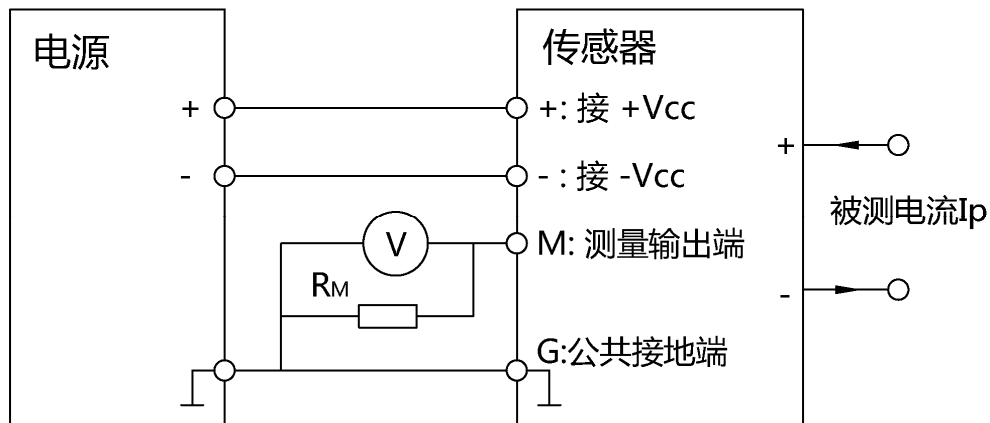 电源
传感器
+
+: 接 +Vcc
+
-
- : 接 -Vcc
被测电流Ip
V
M: 测量输出端
RM
-
G:公共接地端